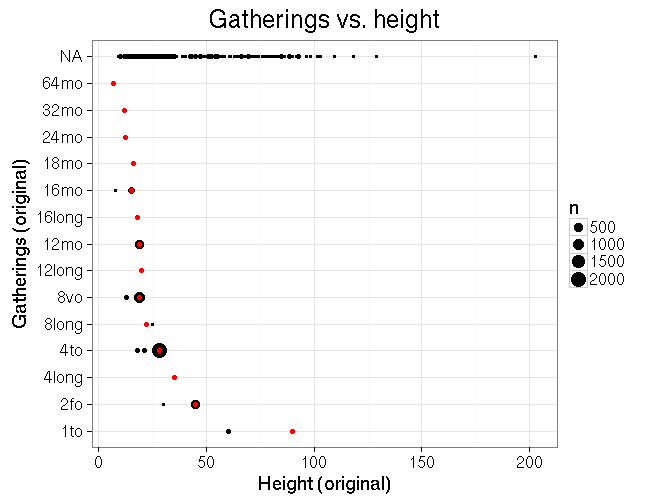 Gatherings vs. height
Gatherings (original)
NA
64mo
32mo
24mo
18mo
16mo
16long
12mo
12long
8vo
8long
4to
4long
2fo
1to
0 50 100 150 200
Height (original)
n
500
1000
1500
2000